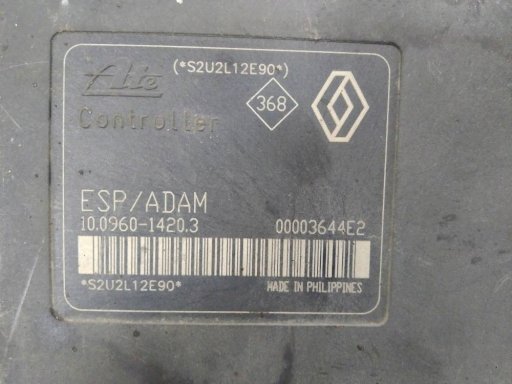 Ate
(*S2U2L12E90*)
368
Controller
ESP/ADAM
10.0960-1420.3
00003644E2
*S2U2L12E90*
MADE IN PHILIPPINES